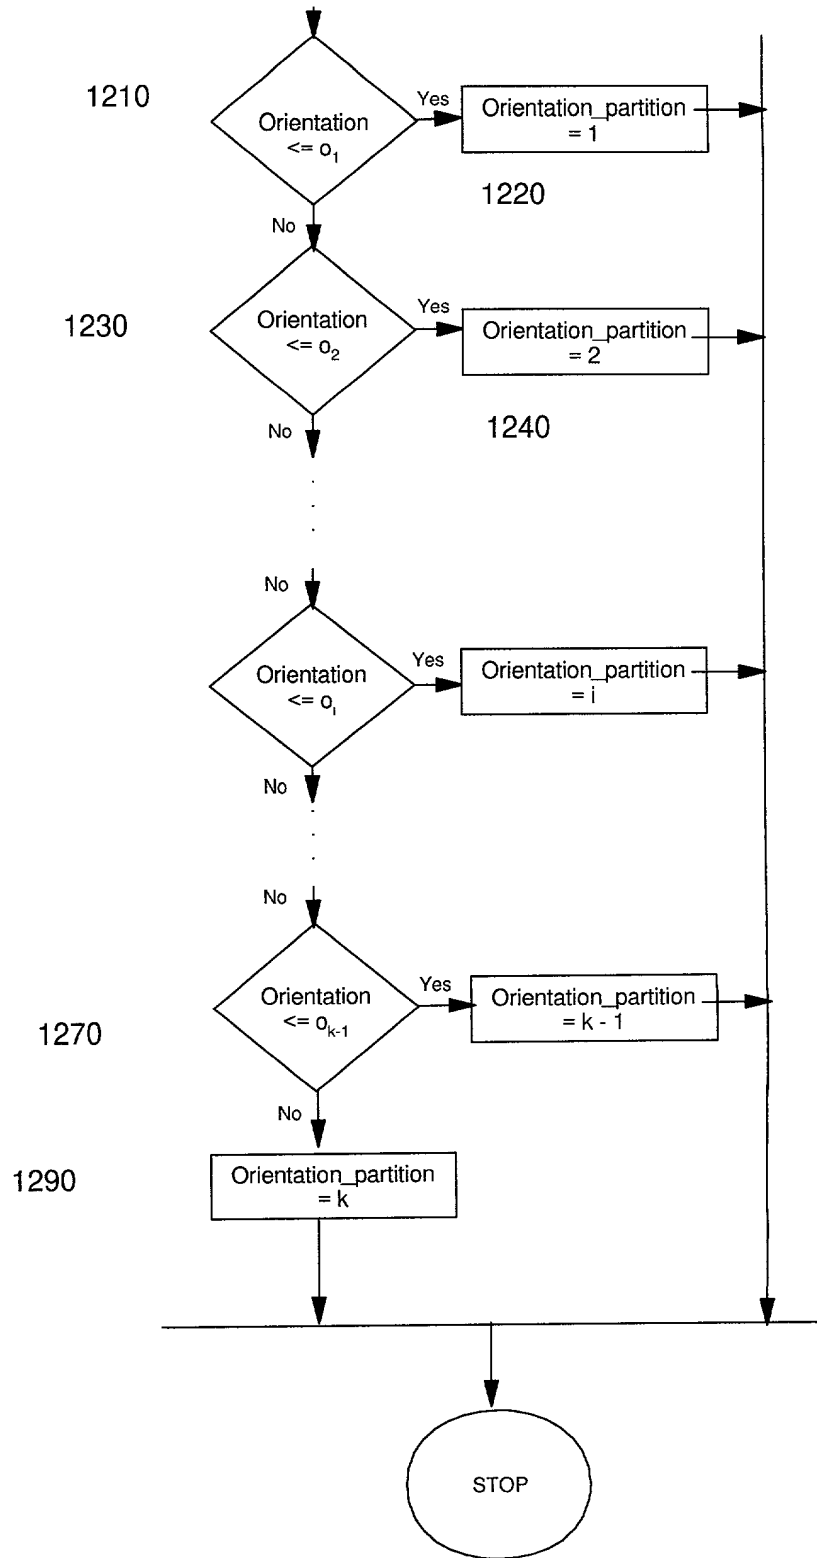 1210
Orientation
<= o1
Yes
Orientation_partition
= 1
1220
No
1230
Orientation
<= o2
Yes
Orientation_partition
= 2
1240
No
No
Orientation
<= oi
Yes
Orientation_partition
= i
No
No
1270
Orientation
<= ok-1
Yes
Orientation_partition
= k - 1
No
1290
Orientation_partition
= k
STOP